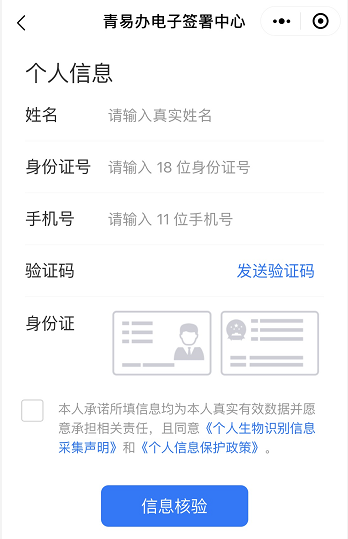 青易办电子签署中心
个人信息
姓名 请输入真实姓名
身份证号 请输入 18 位身份证号
手机号 请输入 11 位手机号
验证码 发送验证码
身份证
本人承诺所填信息均为本人真实有效数据并愿
意承担相关责任，且同意《个人生物识别信息
采集声明》和《个人信息保护政策》。
信息核验